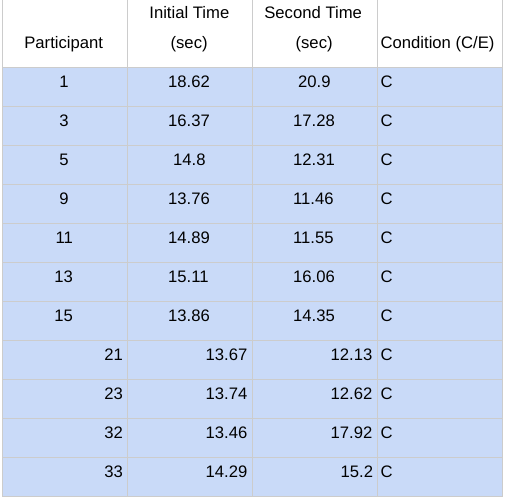 Participant Initial Time (sec) Second Time (sec) Condition (C/E)
1 18.62 20.9 C
3 16.37 17.28 C
5 14.8 12.31 C
9 13.76 11.46 C
11 14.89 11.55 C
13 15.11 16.06 C
15 13.86 14.35 C
21 13.67 12.13 C
23 13.74 12.62 C
32 13.46 17.92 C
33 14.29 15.2 C